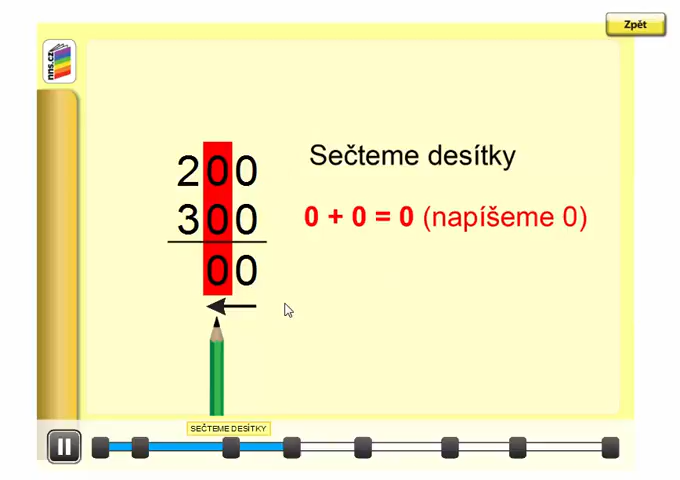 Zpět
nns.cz
Sečteme desítky
200
0 + 0 = 0 (napíšeme 0)
300
00
SEČTEME DESÍTKY